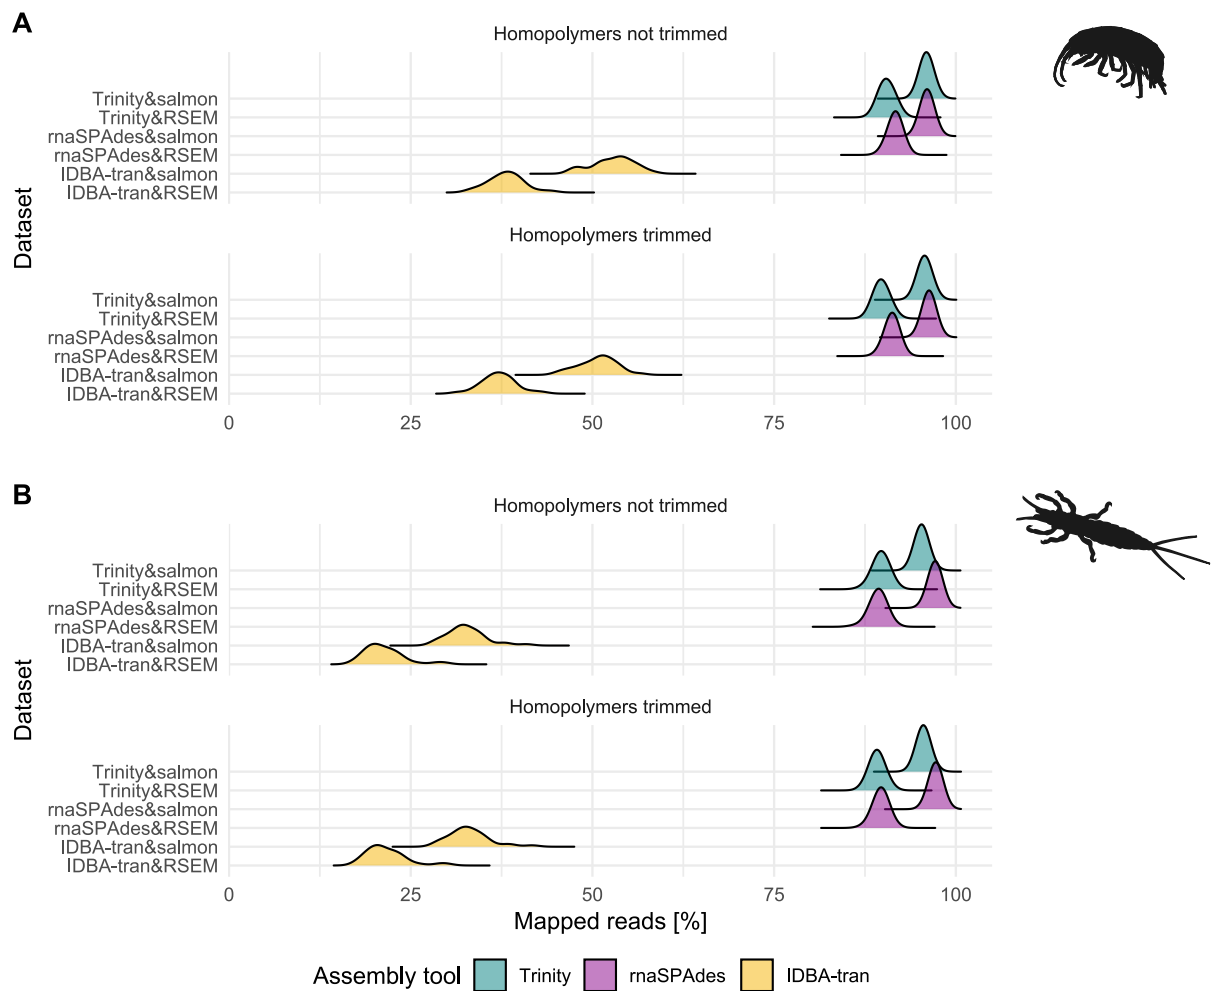 A
Homopolymers not trimmed
Trinity&salmon
Trinity&RSEM
rnaSPAdes&salmon
rnaSPAdes&RSEM
IDBA-tran&salmon
IDBA-tran&RSEM
Dataset
Homopolymers trimmed
Trinity&salmon
Trinity&RSEM
rnaSPAdes&salmon
rnaSPAdes&RSEM
IDBA-tran&salmon
IDBA-tran&RSEM
0 25 50 75 100
B
Homopolymers not trimmed
Trinity&salmon
Trinity&RSEM
rnaSPAdes&salmon
rnaSPAdes&RSEM
IDBA-tran&salmon
IDBA-tran&RSEM
Dataset
Homopolymers trimmed
Trinity&salmon
Trinity&RSEM
rnaSPAdes&salmon
rnaSPAdes&RSEM
IDBA-tran&salmon
IDBA-tran&RSEM
0 25 50 75 100
Mapped reads [%]
Assembly tool Trinity rnaSPAdes IDBA-tran